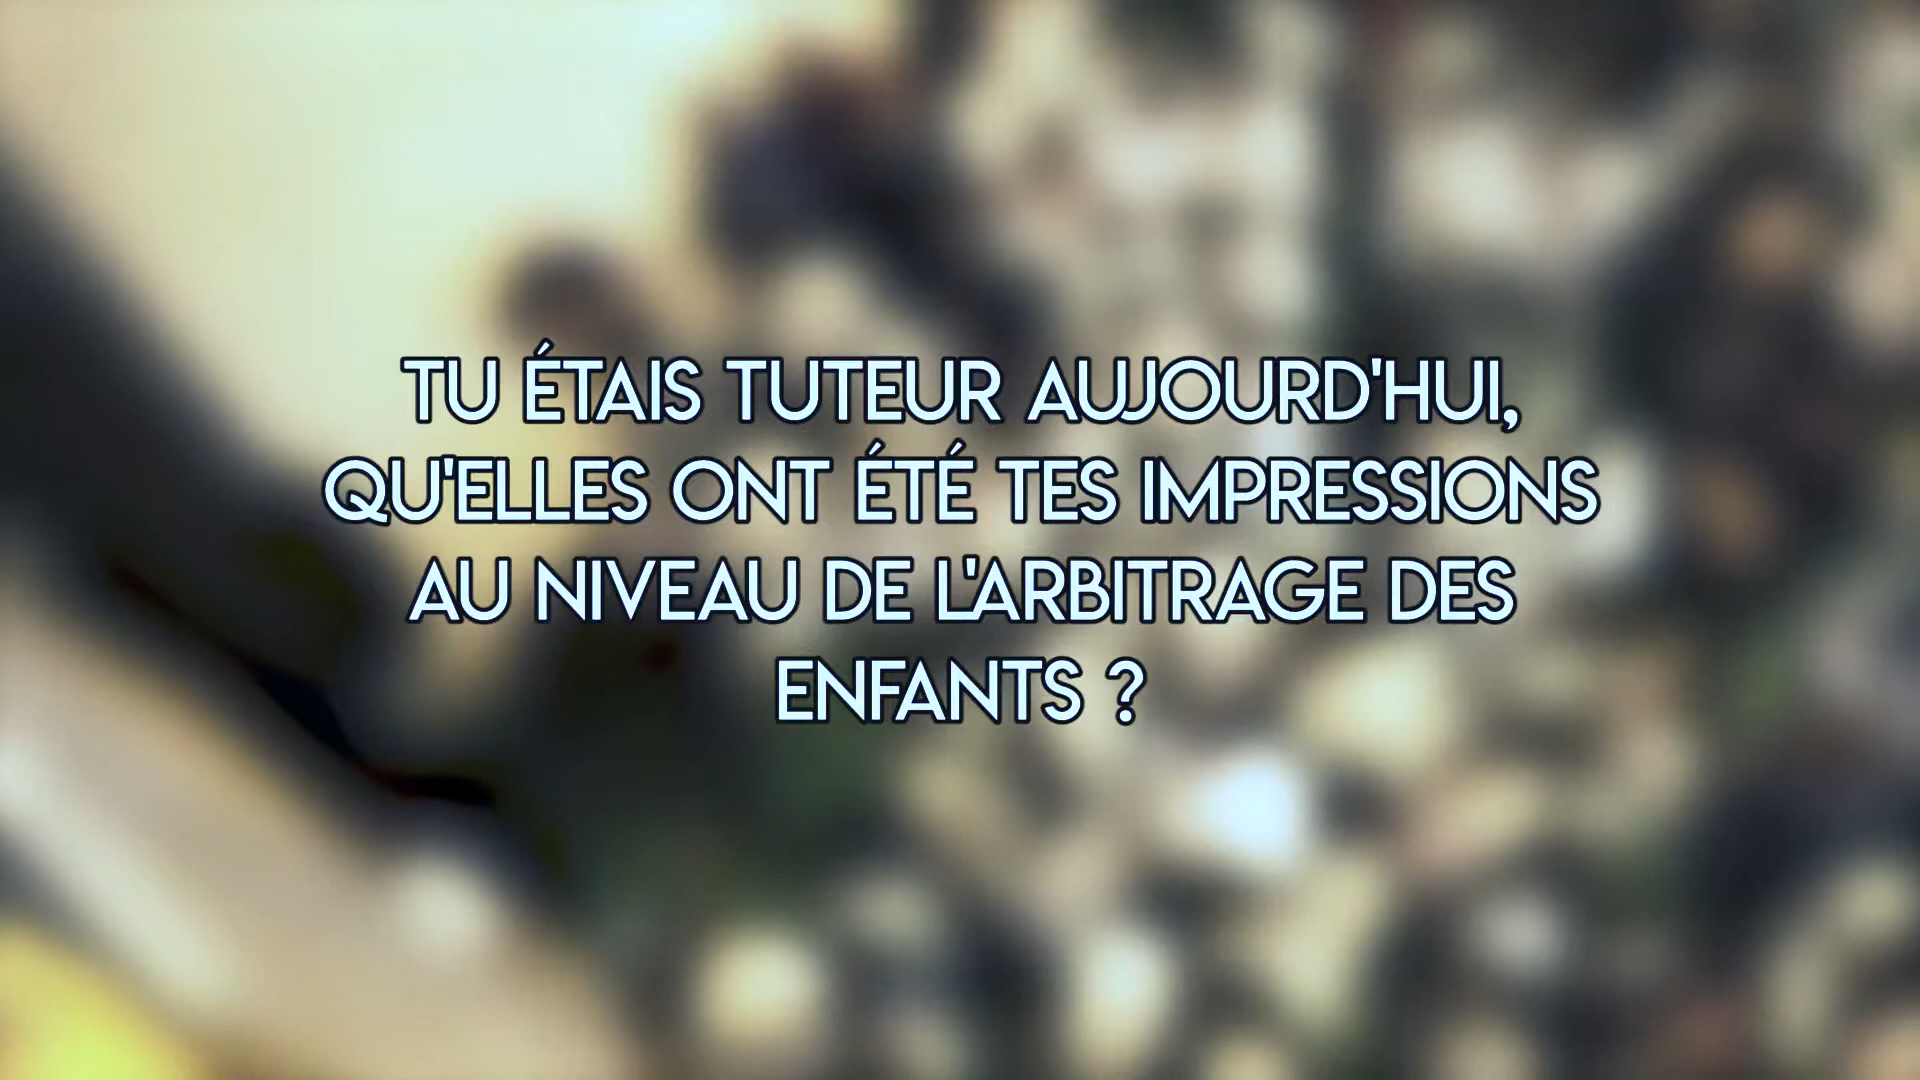 TU ÉTAIS TUTEUR AUJOURD'HUI,
QU'ELLES ONT ÉTÉ TES IMPRESSIONS
AU NIVEAU DE L'ARBITRAGE DES
ENFANTS ?